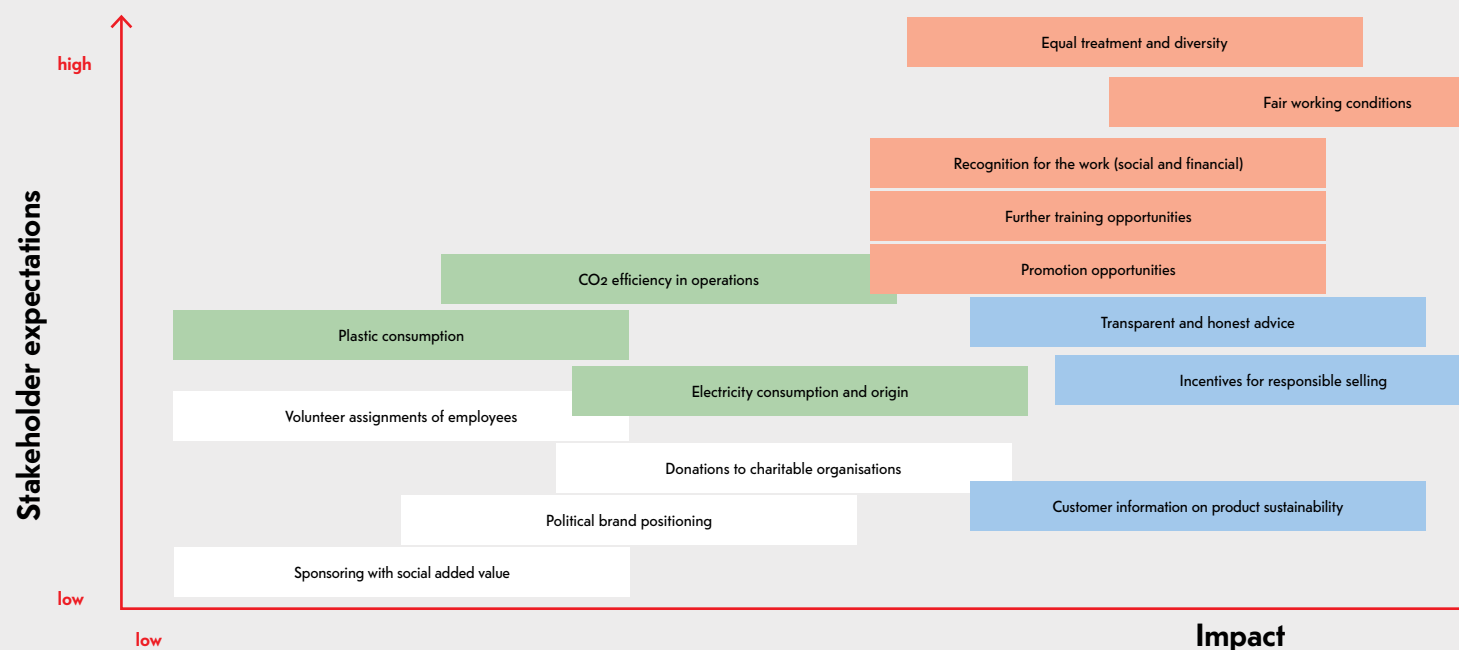 Equal treatment and diversity
high
Fair working conditions
Recognition for the work (social and financial)
Further training opportunities
Promotion opportunities
CO2 efficiency in operations
Transparent and honest advice
Plastic consumption
Incentives for responsible selling
Electricity consumption and origin
Volunteer assignments of employees
Stakeholder expectations
Donations to charitable organisations
Customer information on product sustainability
Political brand positioning
Sponsoring with social added value
low
low
Impact